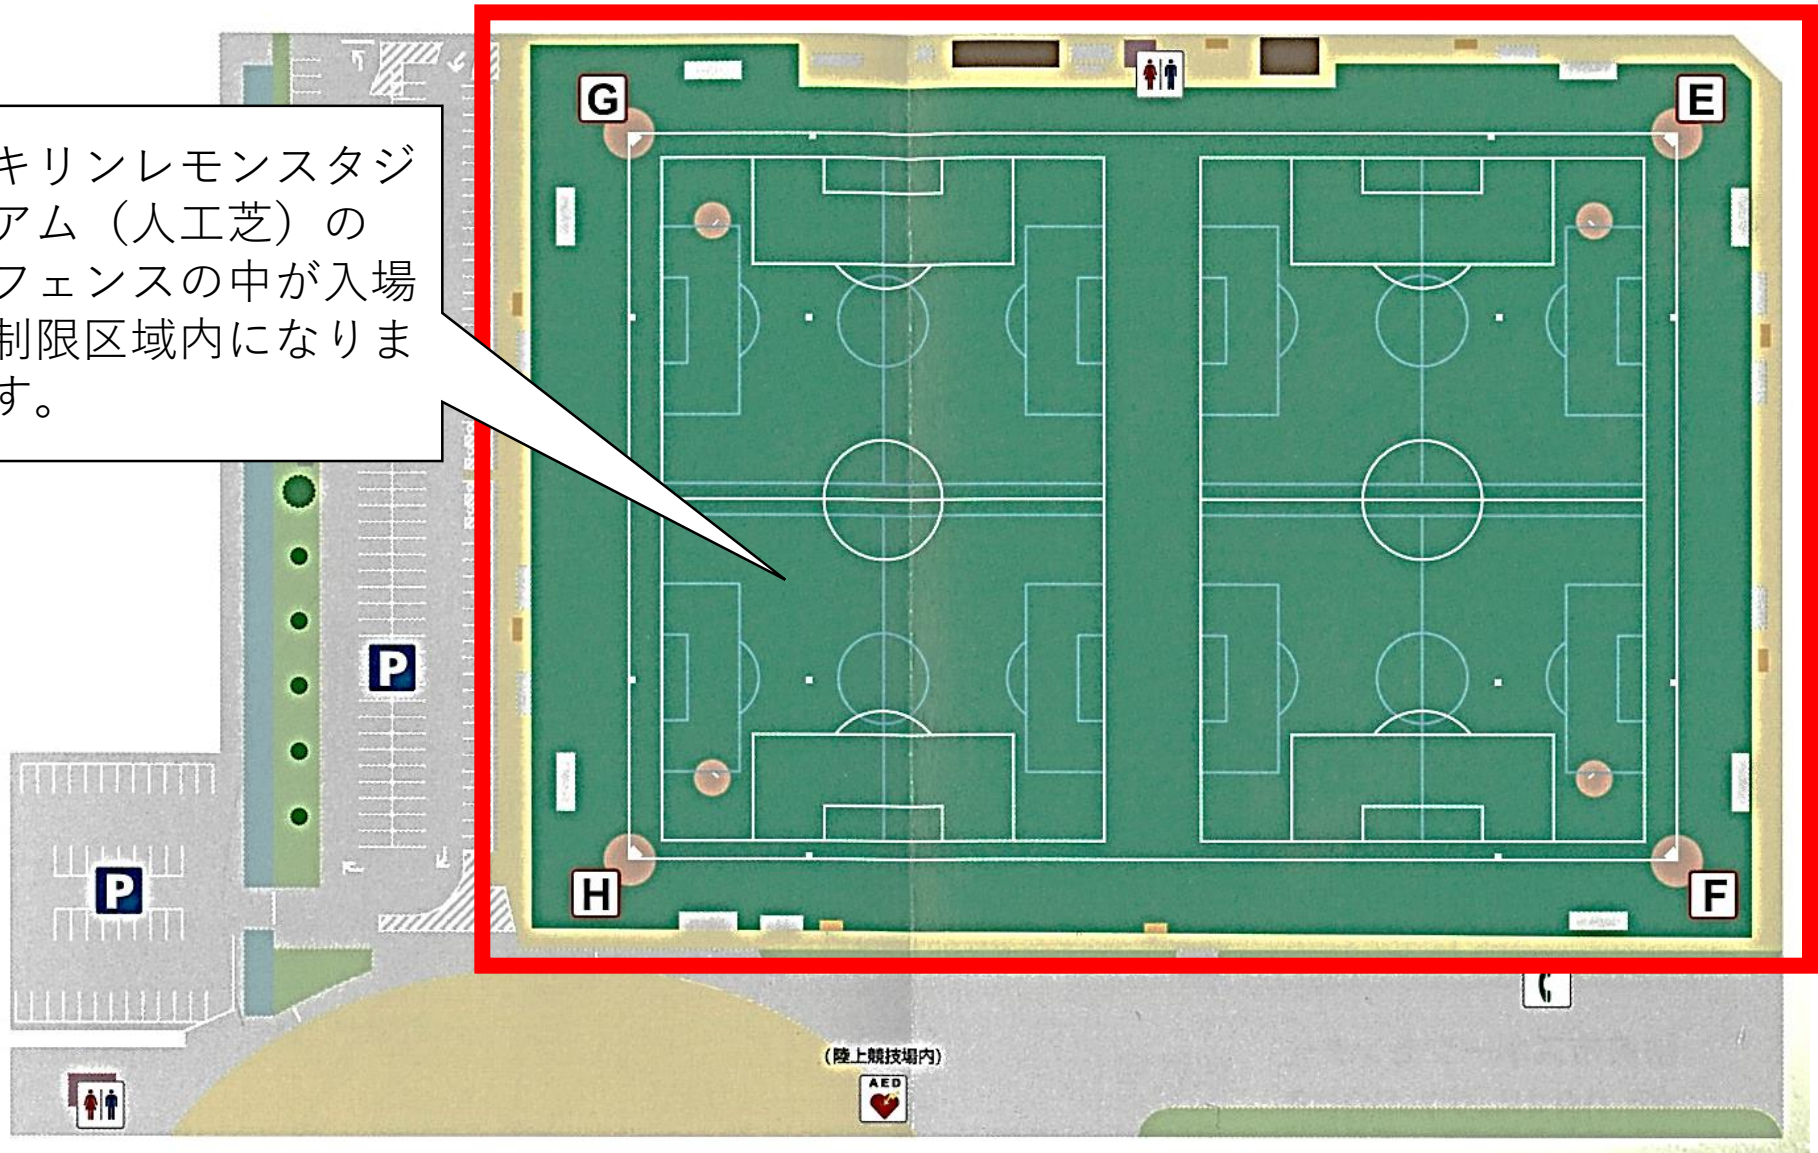 キリンレモンスタジ
アム（人工芝）の
フェンスの中が入場
制限区域内になりま
す。
G
E
H
F
P
P
(陸上競技場内)
AED